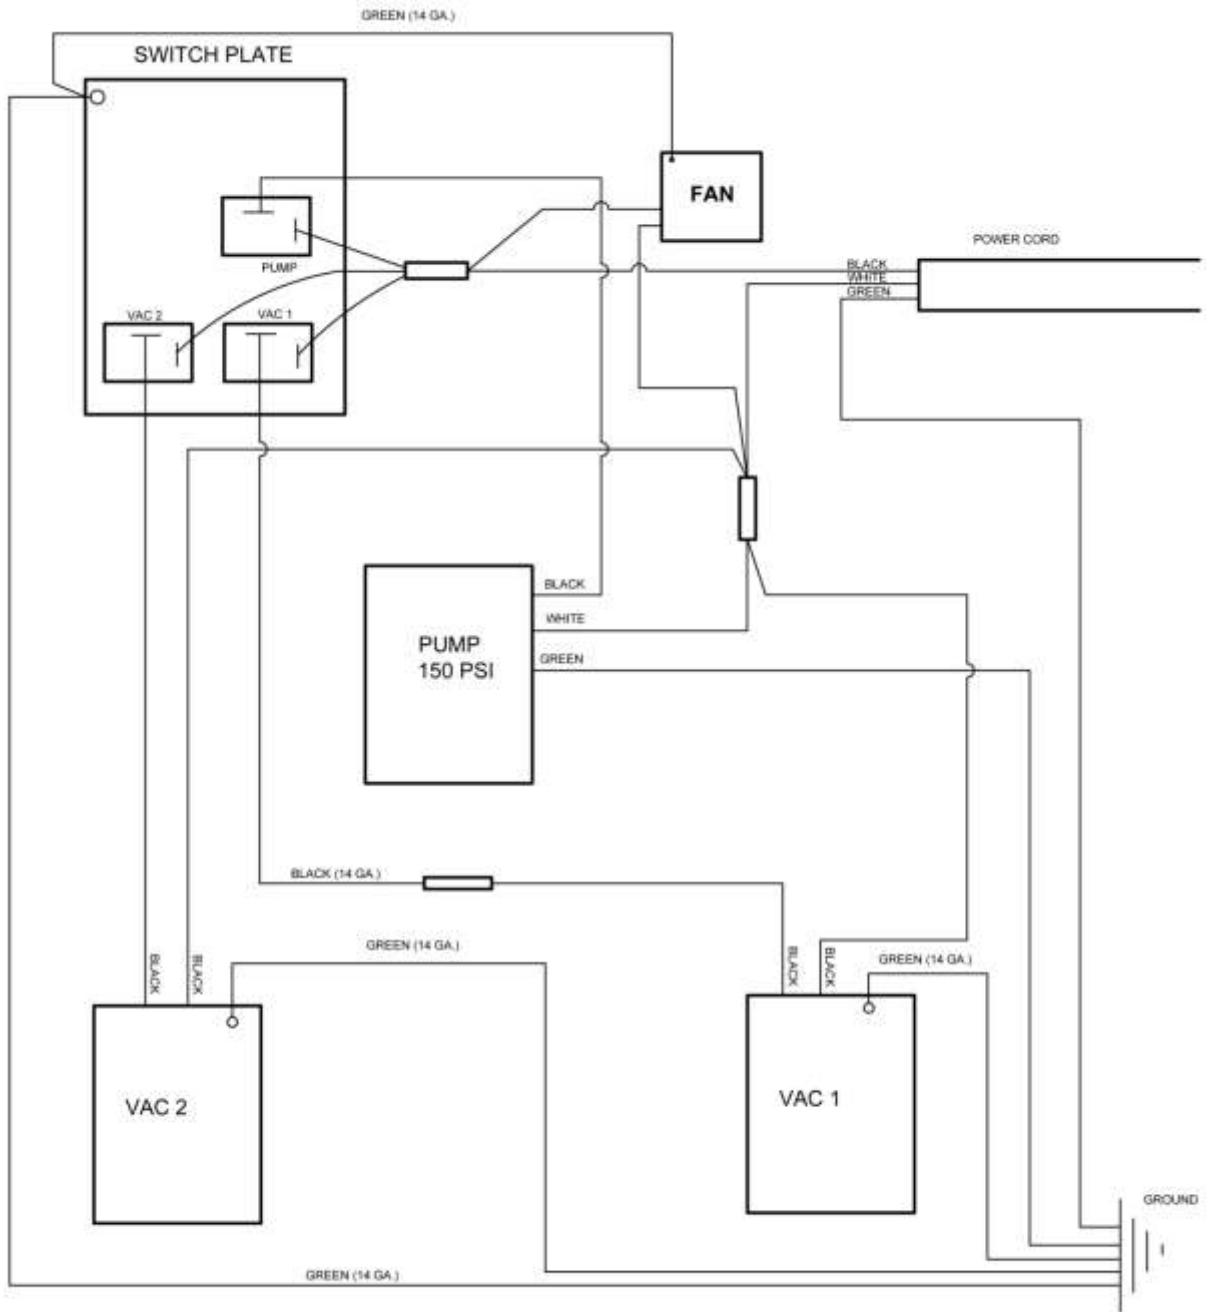 GREEN (14 GA.)
SWITCH PLATE
FAN
POWER CORD
BLACK
WHITE
GREEN
PUMP
VAC 2
VAC 1
BLACK
WHITE
GREEN
PUMP
150 PSI
BLACK (14 GA.)
GREEN (14 GA.)
BLACK
BLACK
BLACK
BLACK
GREEN (14 GA.)
VAC 2
VAC 1
GROUND
GREEN (14 GA.)